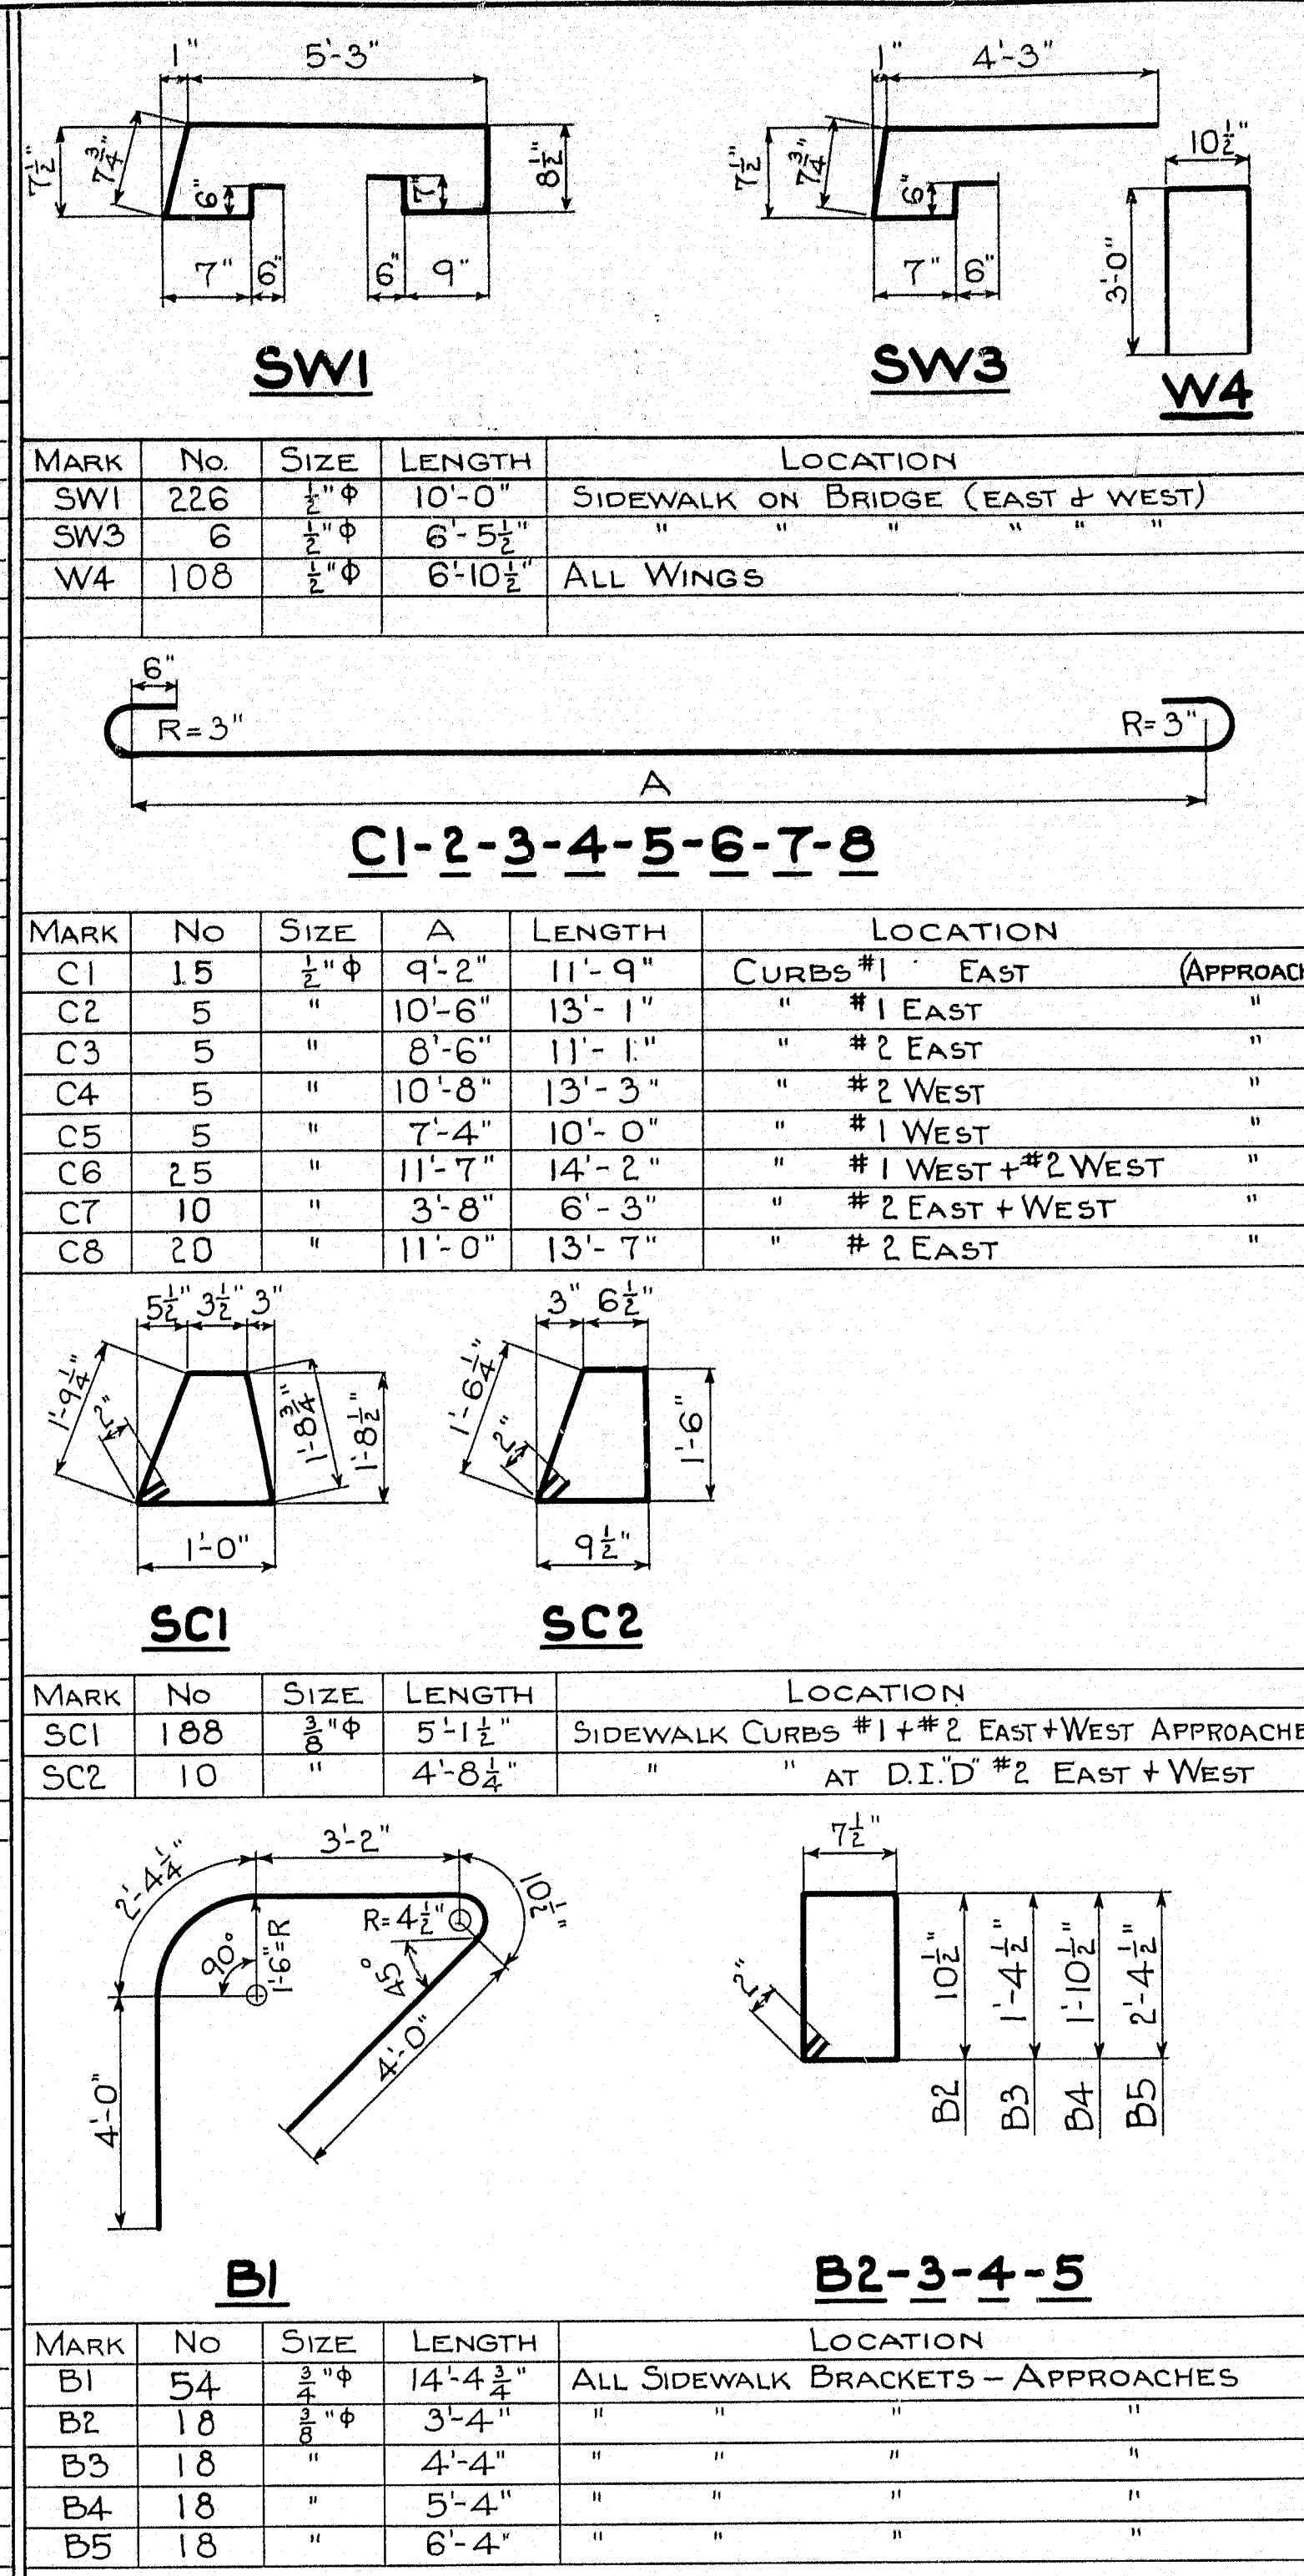 1" 5'-3"
7½" 7¾" 6" 7" 8½"
7" 6" 6" 9"
SW1
1" 4'-3"
7½" 7¾" 6"
7" 6"
SW3
10½"
3'-0"
W4
MARK No. SIZE LENGTH LOCATION
SW1 226 ½"Φ 10'-0" SIDEWALK ON BRIDGE (EAST & WEST)
SW3 6 ½"Φ 6'-5½" " " " " " "
W4 108 ½"Φ 6'-10½" ALL WINGS
6"
R=3" R=3"
A
C1-2-3-4-5-6-7-8
MARK No SIZE A LENGTH LOCATION
C1 15 ½"Φ 9'-2" 11'-9" CURBS #1 EAST (APPROACH
C2 5 " 10'-6" 13'-1" " #1 EAST "
C3 5 " 8'-6" 11'-1" " #2 EAST "
C4 5 " 10'-8" 13'-3" " #2 WEST "
C5 5 " 7'-4" 10'-0" " #1 WEST "
C6 25 " 11'-7" 14'-2" " #1 WEST + #2 WEST "
C7 10 " 3'-8" 6'-3" " #2 EAST + WEST "
C8 20 " 11'-0" 13'-7" " #2 EAST "
5½" 3½" 3"
1'-9¼" 2" 1'-8¾" 1'-8½"
1'-0"
SC1
3" 6½"
1'-6¼" 2" 1'-6"
9½"
SC2
MARK No SIZE LENGTH LOCATION
SC1 188 ⅜"Φ 5'-1½" SIDEWALK CURBS #1 + #2 EAST + WEST APPROACHE
SC2 10 " 4'-8¼" " " AT D.I."D" #2 EAST & WEST
2'-4¼" 3'-2" 10½"
90° 1'-6"=R R=4½" 45°
4'-0" 4'-0"
B1
7½"
2" 10½" 1'-4½" 1'-10½" 2'-4½"
B2 B3 B4 B5
B2-3-4-5
MARK No SIZE LENGTH LOCATION
B1 54 ¾"Φ 14'-4¾" ALL SIDEWALK BRACKETS – APPROACHES
B2 18 ⅜"Φ 3'-4" " " " "
B3 18 " 4'-4" " " " "
B4 18 " 5'-4" " " " "
B5 18 " 6'-4" " " " "